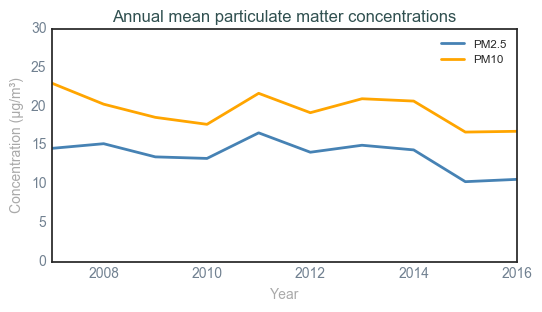 Annual mean particulate matter concentrations
30
25
20
15
10
5
0
Concentration (µg/m³)
PM2.5
PM10
2008
2010
2012
2014
2016
Year